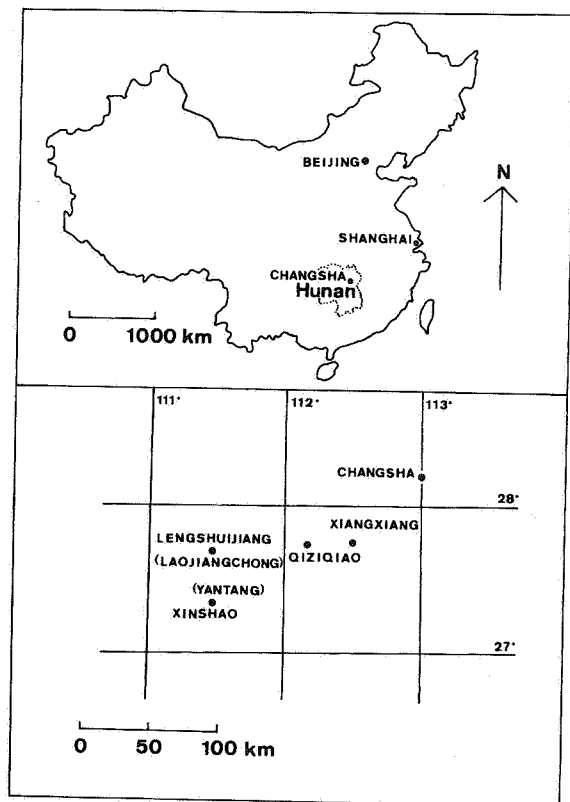 BEIJING
N
SHANGHAI
CHANGSHA
Hunan
0 1000 km
111°
112°
113°
CHANGSHA
28°
XIANGXIANG
LENGSHUIJIANG
(LAOJIANGCHONG)
QIZIQIAO
(YANTANG)
XINSHAO
27°
0 50 100 km